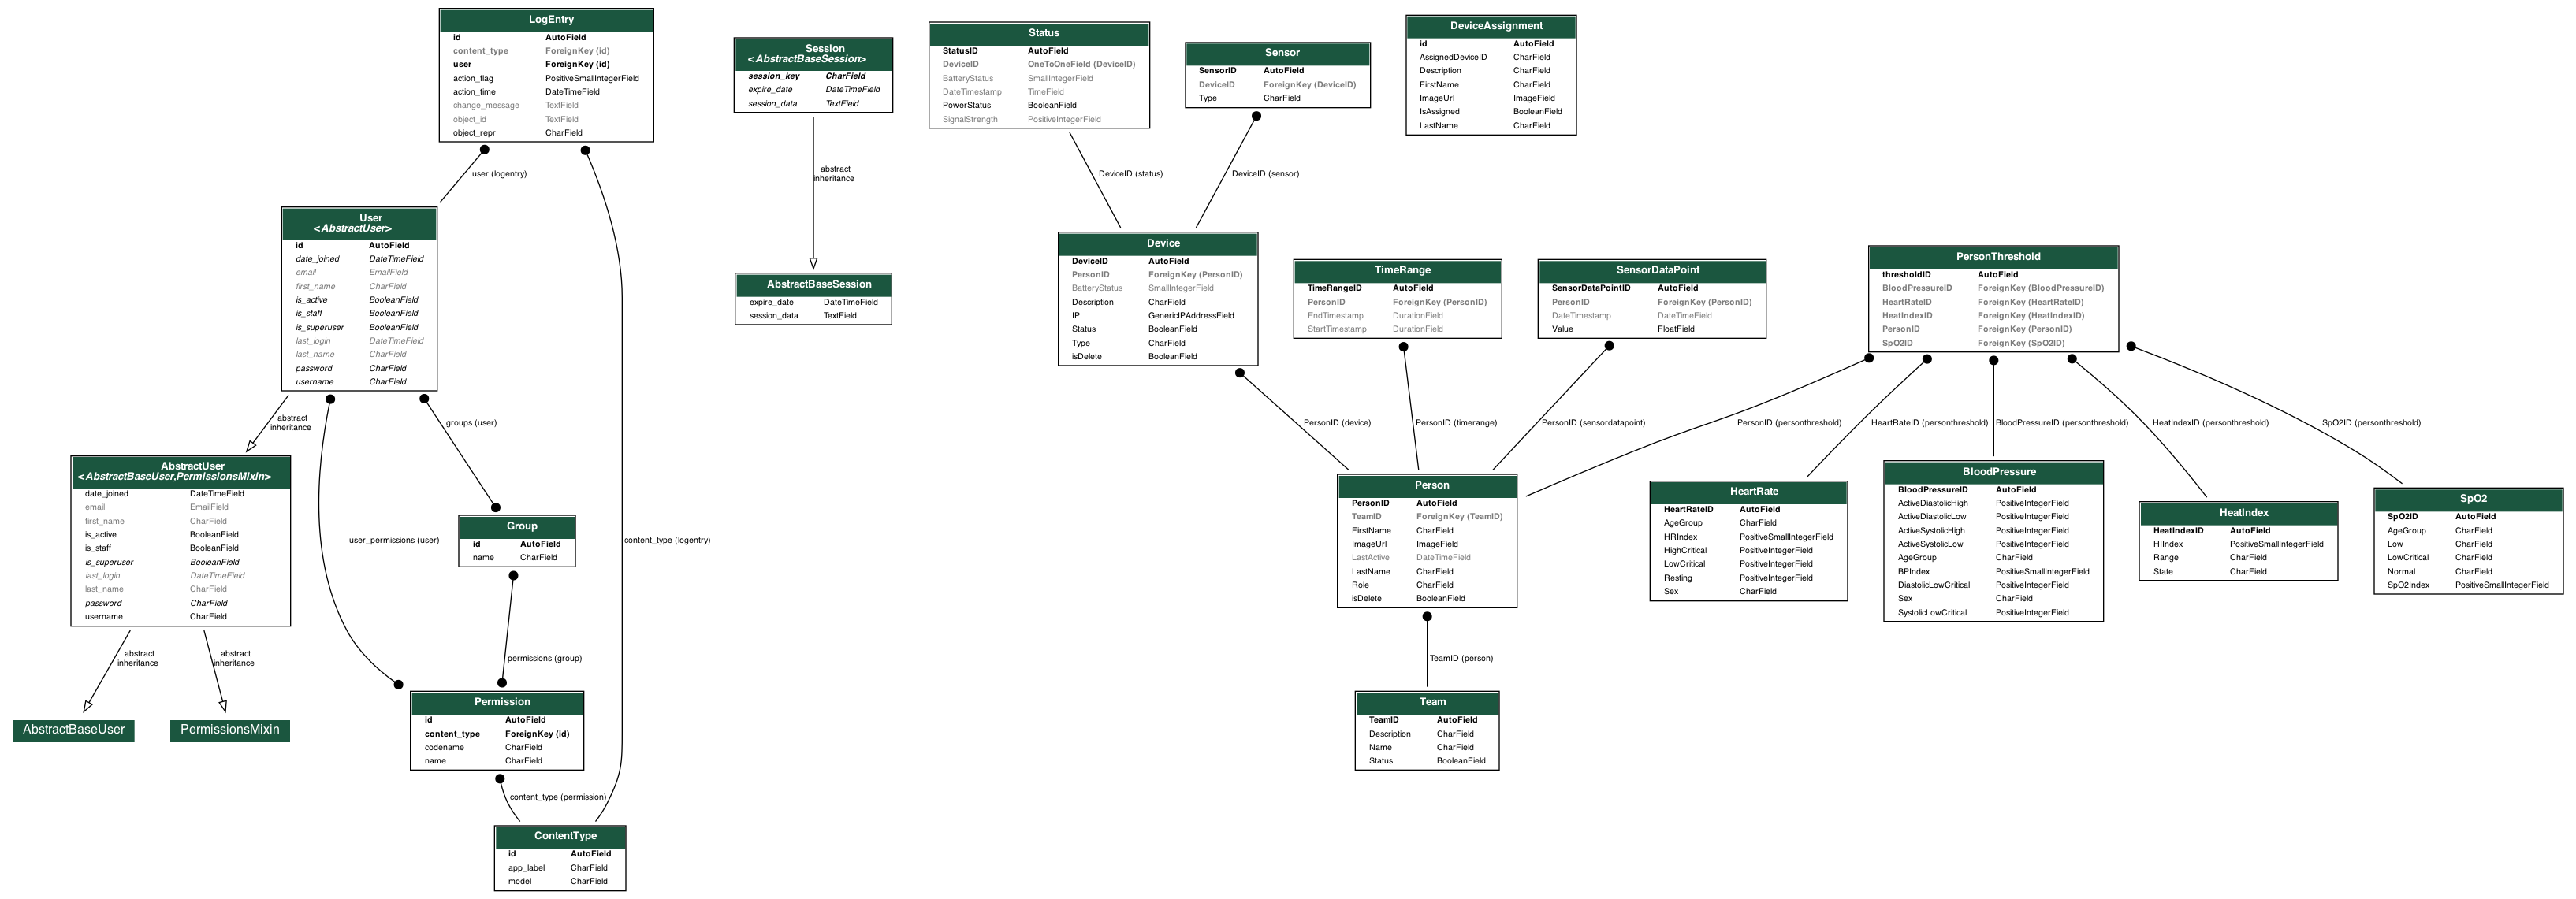 LogEntry
id AutoField
content_type ForeignKey (id)
user ForeignKey (id)
action_flag PositiveSmallIntegerField
action_time DateTimeField
change_message TextField
object_id TextField
object_repr CharField
user (logentry)
User
<AbstractUser>
id AutoField
date_joined DateTimeField
email EmailField
first_name CharField
is_active BooleanField
is_staff BooleanField
is_superuser BooleanField
last_login DateTimeField
last_name CharField
password CharField
username CharField
abstract
inheritance
groups (user)
AbstractUser
<AbstractBaseUser,PermissionsMixin>
date_joined DateTimeField
email EmailField
first_name CharField
is_active BooleanField
is_staff BooleanField
is_superuser BooleanField
last_login DateTimeField
last_name CharField
password CharField
username CharField
user_permissions (user)
Group
id AutoField
name CharField
content_type (logentry)
abstract
inheritance
abstract
inheritance
permissions (group)
AbstractBaseUser
PermissionsMixin
Permission
id AutoField
content_type ForeignKey (id)
codename CharField
name CharField
content_type (permission)
ContentType
id AutoField
app_label CharField
model CharField
Session
<AbstractBaseSession>
session_key CharField
expire_date DateTimeField
session_data TextField
abstract
inheritance
AbstractBaseSession
expire_date DateTimeField
session_data TextField
Status
StatusID AutoField
DeviceID OneToOneField (DeviceID)
BatteryStatus SmallIntegerField
DateTimestamp TimeField
PowerStatus BooleanField
SignalStrength PositiveIntegerField
Sensor
SensorID AutoField
DeviceID ForeignKey (DeviceID)
Type CharField
DeviceAssignment
id AutoField
AssignedDeviceID CharField
Description CharField
FirstName CharField
ImageUrl ImageField
IsAssigned BooleanField
LastName CharField
DeviceID (status)
DeviceID (sensor)
Device
DeviceID AutoField
PersonID ForeignKey (PersonID)
BatteryStatus SmallIntegerField
Description CharField
IP GenericIPAddressField
Status BooleanField
Type CharField
isDelete BooleanField
TimeRange
TimeRangeID AutoField
PersonID ForeignKey (PersonID)
EndTimestamp DurationField
StartTimestamp DurationField
SensorDataPoint
SensorDataPointID AutoField
PersonID ForeignKey (PersonID)
DateTimestamp DateTimeField
Value FloatField
PersonThreshold
thresholdID AutoField
BloodPressureID ForeignKey (BloodPressureID)
HeartRateID ForeignKey (HeartRateID)
HeatIndexID ForeignKey (HeatIndexID)
PersonID ForeignKey (PersonID)
SpO2ID ForeignKey (SpO2ID)
PersonID (device)
PersonID (timerange)
PersonID (sensordatapoint)
PersonID (personthreshold)
HeartRateID (personthreshold)
BloodPressureID (personthreshold)
HeatIndexID (personthreshold)
SpO2ID (personthreshold)
Person
PersonID AutoField
TeamID ForeignKey (TeamID)
FirstName CharField
ImageUrl ImageField
LastActive DateTimeField
LastName CharField
Role CharField
isDelete BooleanField
HeartRate
HeartRateID AutoField
AgeGroup CharField
HRIndex PositiveSmallIntegerField
HighCritical PositiveIntegerField
LowCritical PositiveIntegerField
Resting PositiveIntegerField
Sex CharField
BloodPressure
BloodPressureID AutoField
ActiveDiastolicHigh PositiveIntegerField
ActiveDiastolicLow PositiveIntegerField
ActiveSystolicHigh PositiveIntegerField
ActiveSystolicLow PositiveIntegerField
AgeGroup CharField
BPIndex PositiveSmallIntegerField
DiastolicLowCritical PositiveIntegerField
Sex CharField
SystolicLowCritical PositiveIntegerField
HeatIndex
HeatIndexID AutoField
HIIndex PositiveSmallIntegerField
Range CharField
State CharField
SpO2
SpO2ID AutoField
AgeGroup CharField
Low CharField
LowCritical CharField
Normal CharField
SpO2Index PositiveSmallIntegerField
TeamID (person)
Team
TeamID AutoField
Description CharField
Name CharField
Status BooleanField